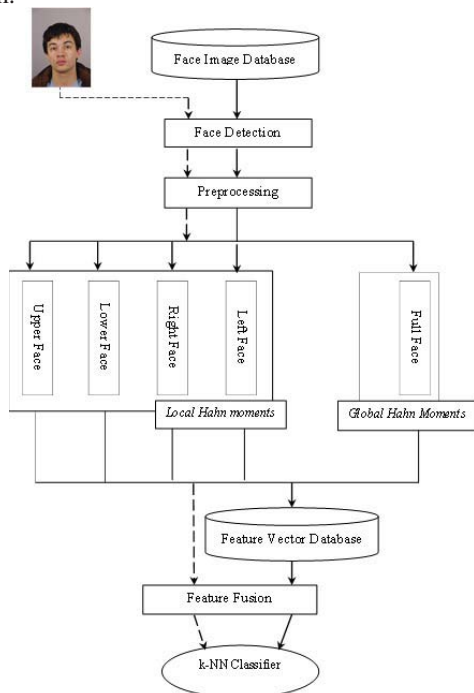 n.
Face Image Database
Face Detection
Preprocessing
Upper Face
Lower Face
Right Face
Left Face
Full Face
Local Hahn moments
Global Hahn Moments
Feature Vector Database
Feature Fusion
k-NN Classifier